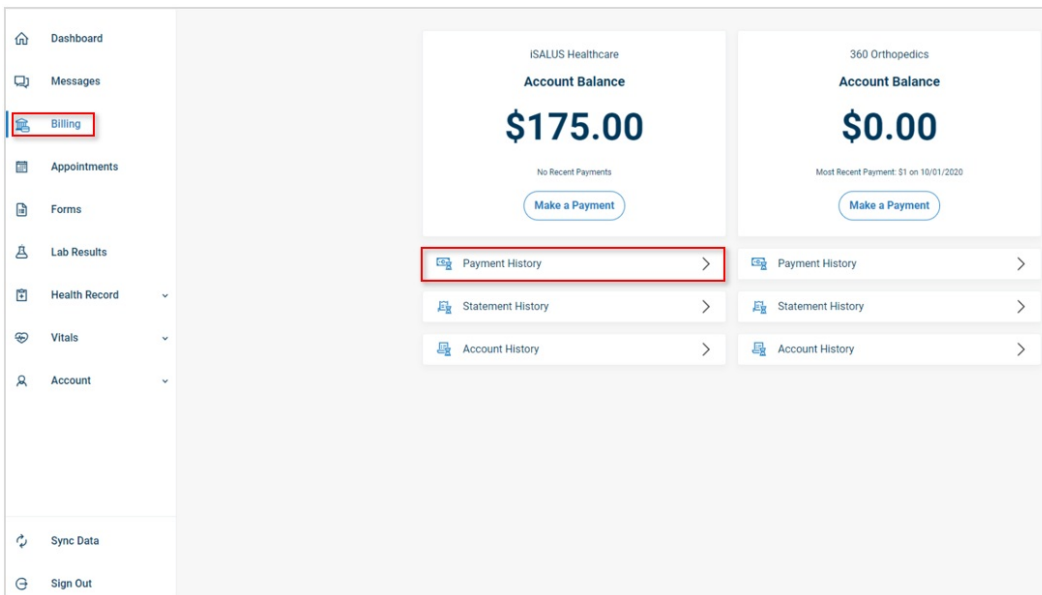 Dashboard
Messages
Billing
Appointments
Forms
Lab Results
Health Record
Vitals
Account
Sync Data
Sign Out
iSALUS Healthcare
Account Balance
$175.00
No Recent Payments
Make a Payment
Payment History
Statement History
Account History
360 Orthopedics
Account Balance
$0.00
Most Recent Payment: $1 on 10/01/2020
Make a Payment
Payment History
Statement History
Account History